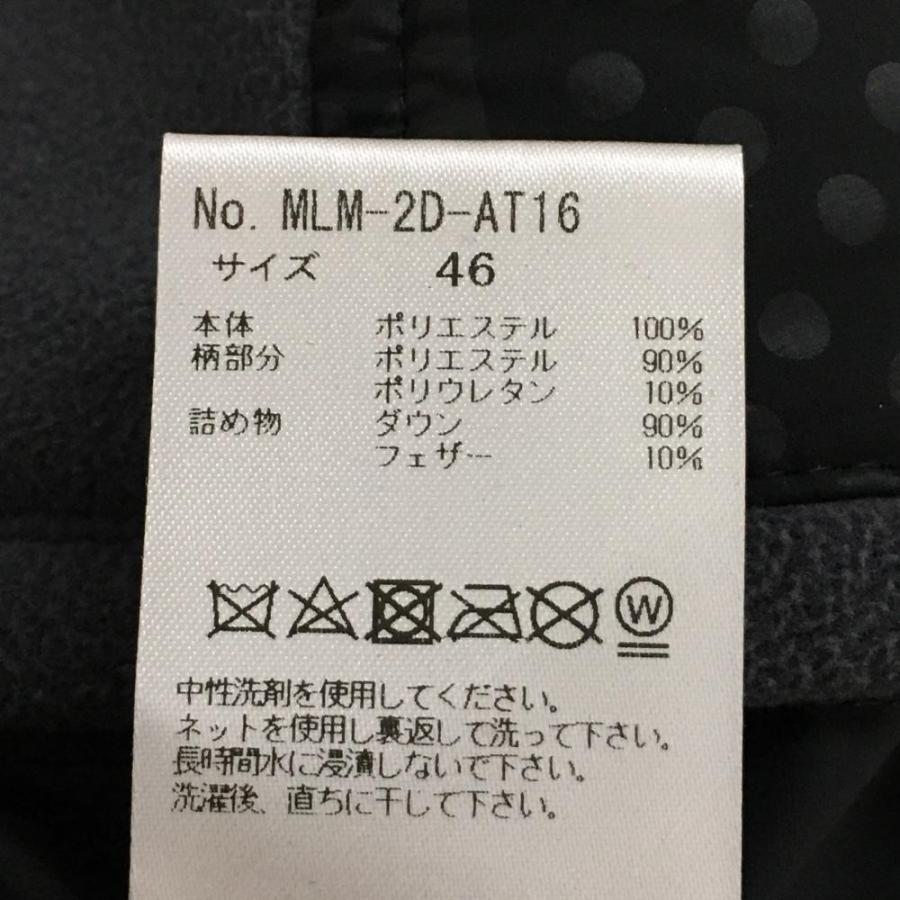 No. MLM-2D-AT16
サイズ 46
本体 ポリエステル 100%
柄部分 ポリエステル 90%
ポリウレタン 10%
詰め物 ダウン 90%
フェザー 10%
W
中性洗剤を使用してください。
ネットを使用し裏返して洗って下さい。
長時間水に浸漬しないで下さい。
洗濯後、直ちに干して下さい。